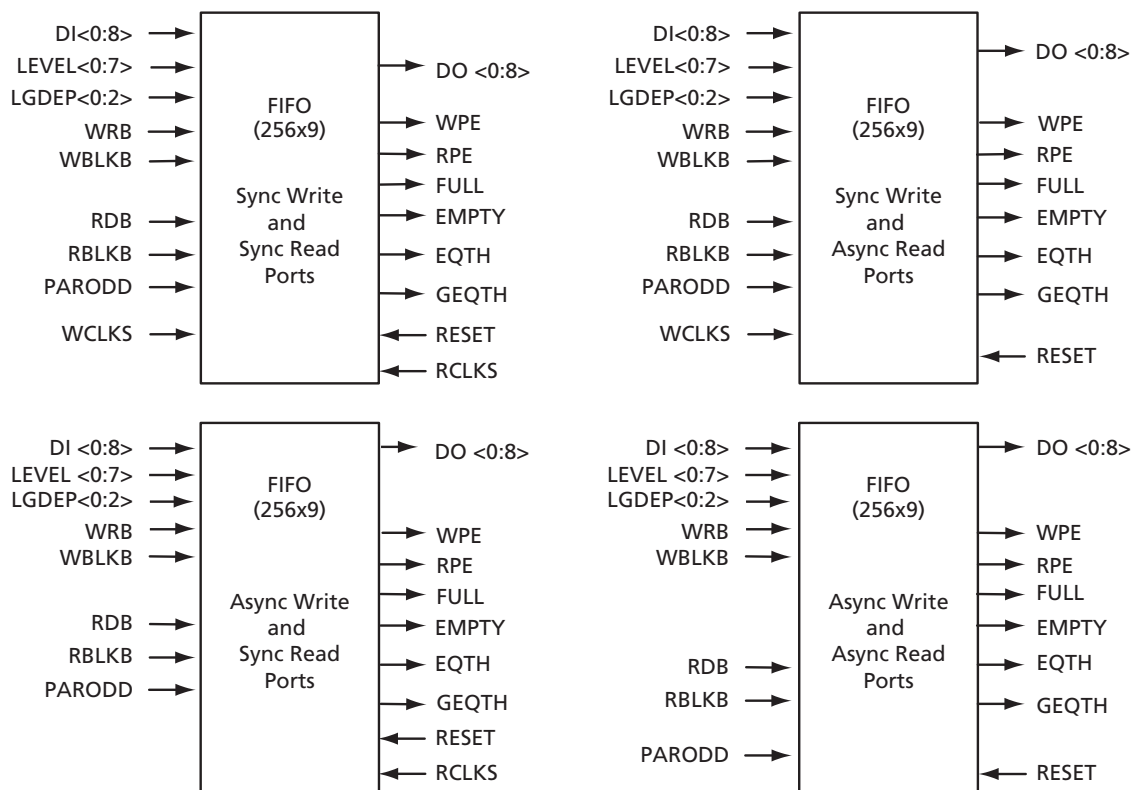 DI<0:8>
LEVEL<0:7>
LGDEP<0:2>
WRB
WBLKB
RDB
RBLKB
PARODD
WCLKS
FIFO
(256x9)
Sync Write
and
Sync Read
Ports
DO <0:8>
WPE
RPE
FULL
EMPTY
EQTH
GEQTH
RESET
RCLKS
DI<0:8>
LEVEL<0:7>
LGDEP<0:2>
WRB
WBLKB
RDB
RBLKB
PARODD
WCLKS
FIFO
(256x9)
Sync Write
and
Async Read
Ports
DO <0:8>
WPE
RPE
FULL
EMPTY
EQTH
GEQTH
RESET
DI <0:8>
LEVEL <0:7>
LGDEP<0:2>
WRB
WBLKB
RDB
RBLKB
PARODD
FIFO
(256x9)
Async Write
and
Sync Read
Ports
DO <0:8>
WPE
RPE
FULL
EMPTY
EQTH
GEQTH
RESET
RCLKS
DI <0:8>
LEVEL <0:7>
LGDEP<0:2>
WRB
WBLKB
RDB
RBLKB
PARODD
FIFO
(256x9)
Async Write
and
Async Read
Ports
DO <0:8>
WPE
RPE
FULL
EMPTY
EQTH
GEQTH
RESET